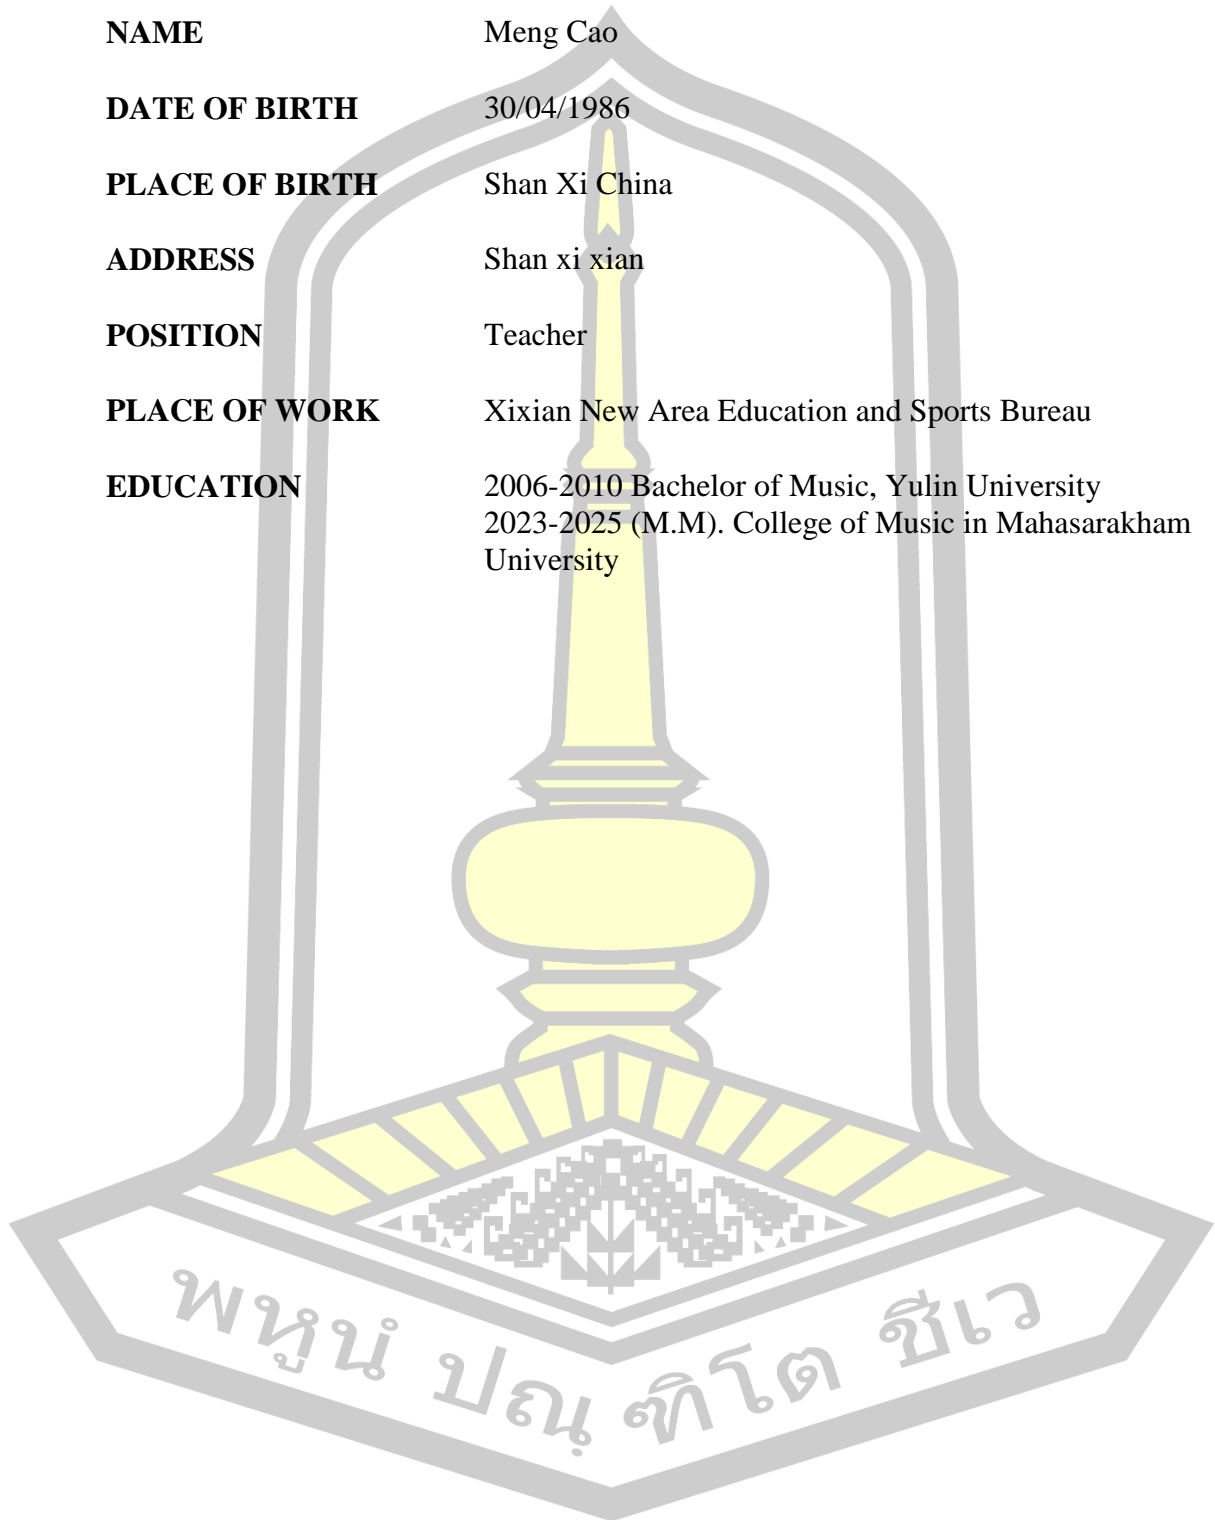 NAME Meng Cao
DATE OF BIRTH 30/04/1986
PLACE OF BIRTH Shan Xi China
ADDRESS Shan xi xian
POSITION Teacher
PLACE OF WORK Xixian New Area Education and Sports Bureau
EDUCATION 2006-2010 Bachelor of Music, Yulin University
2023-2025 (M.M). College of Music in Mahasarakham
University
พหูนํ ปณฺฑิโต ชีเว